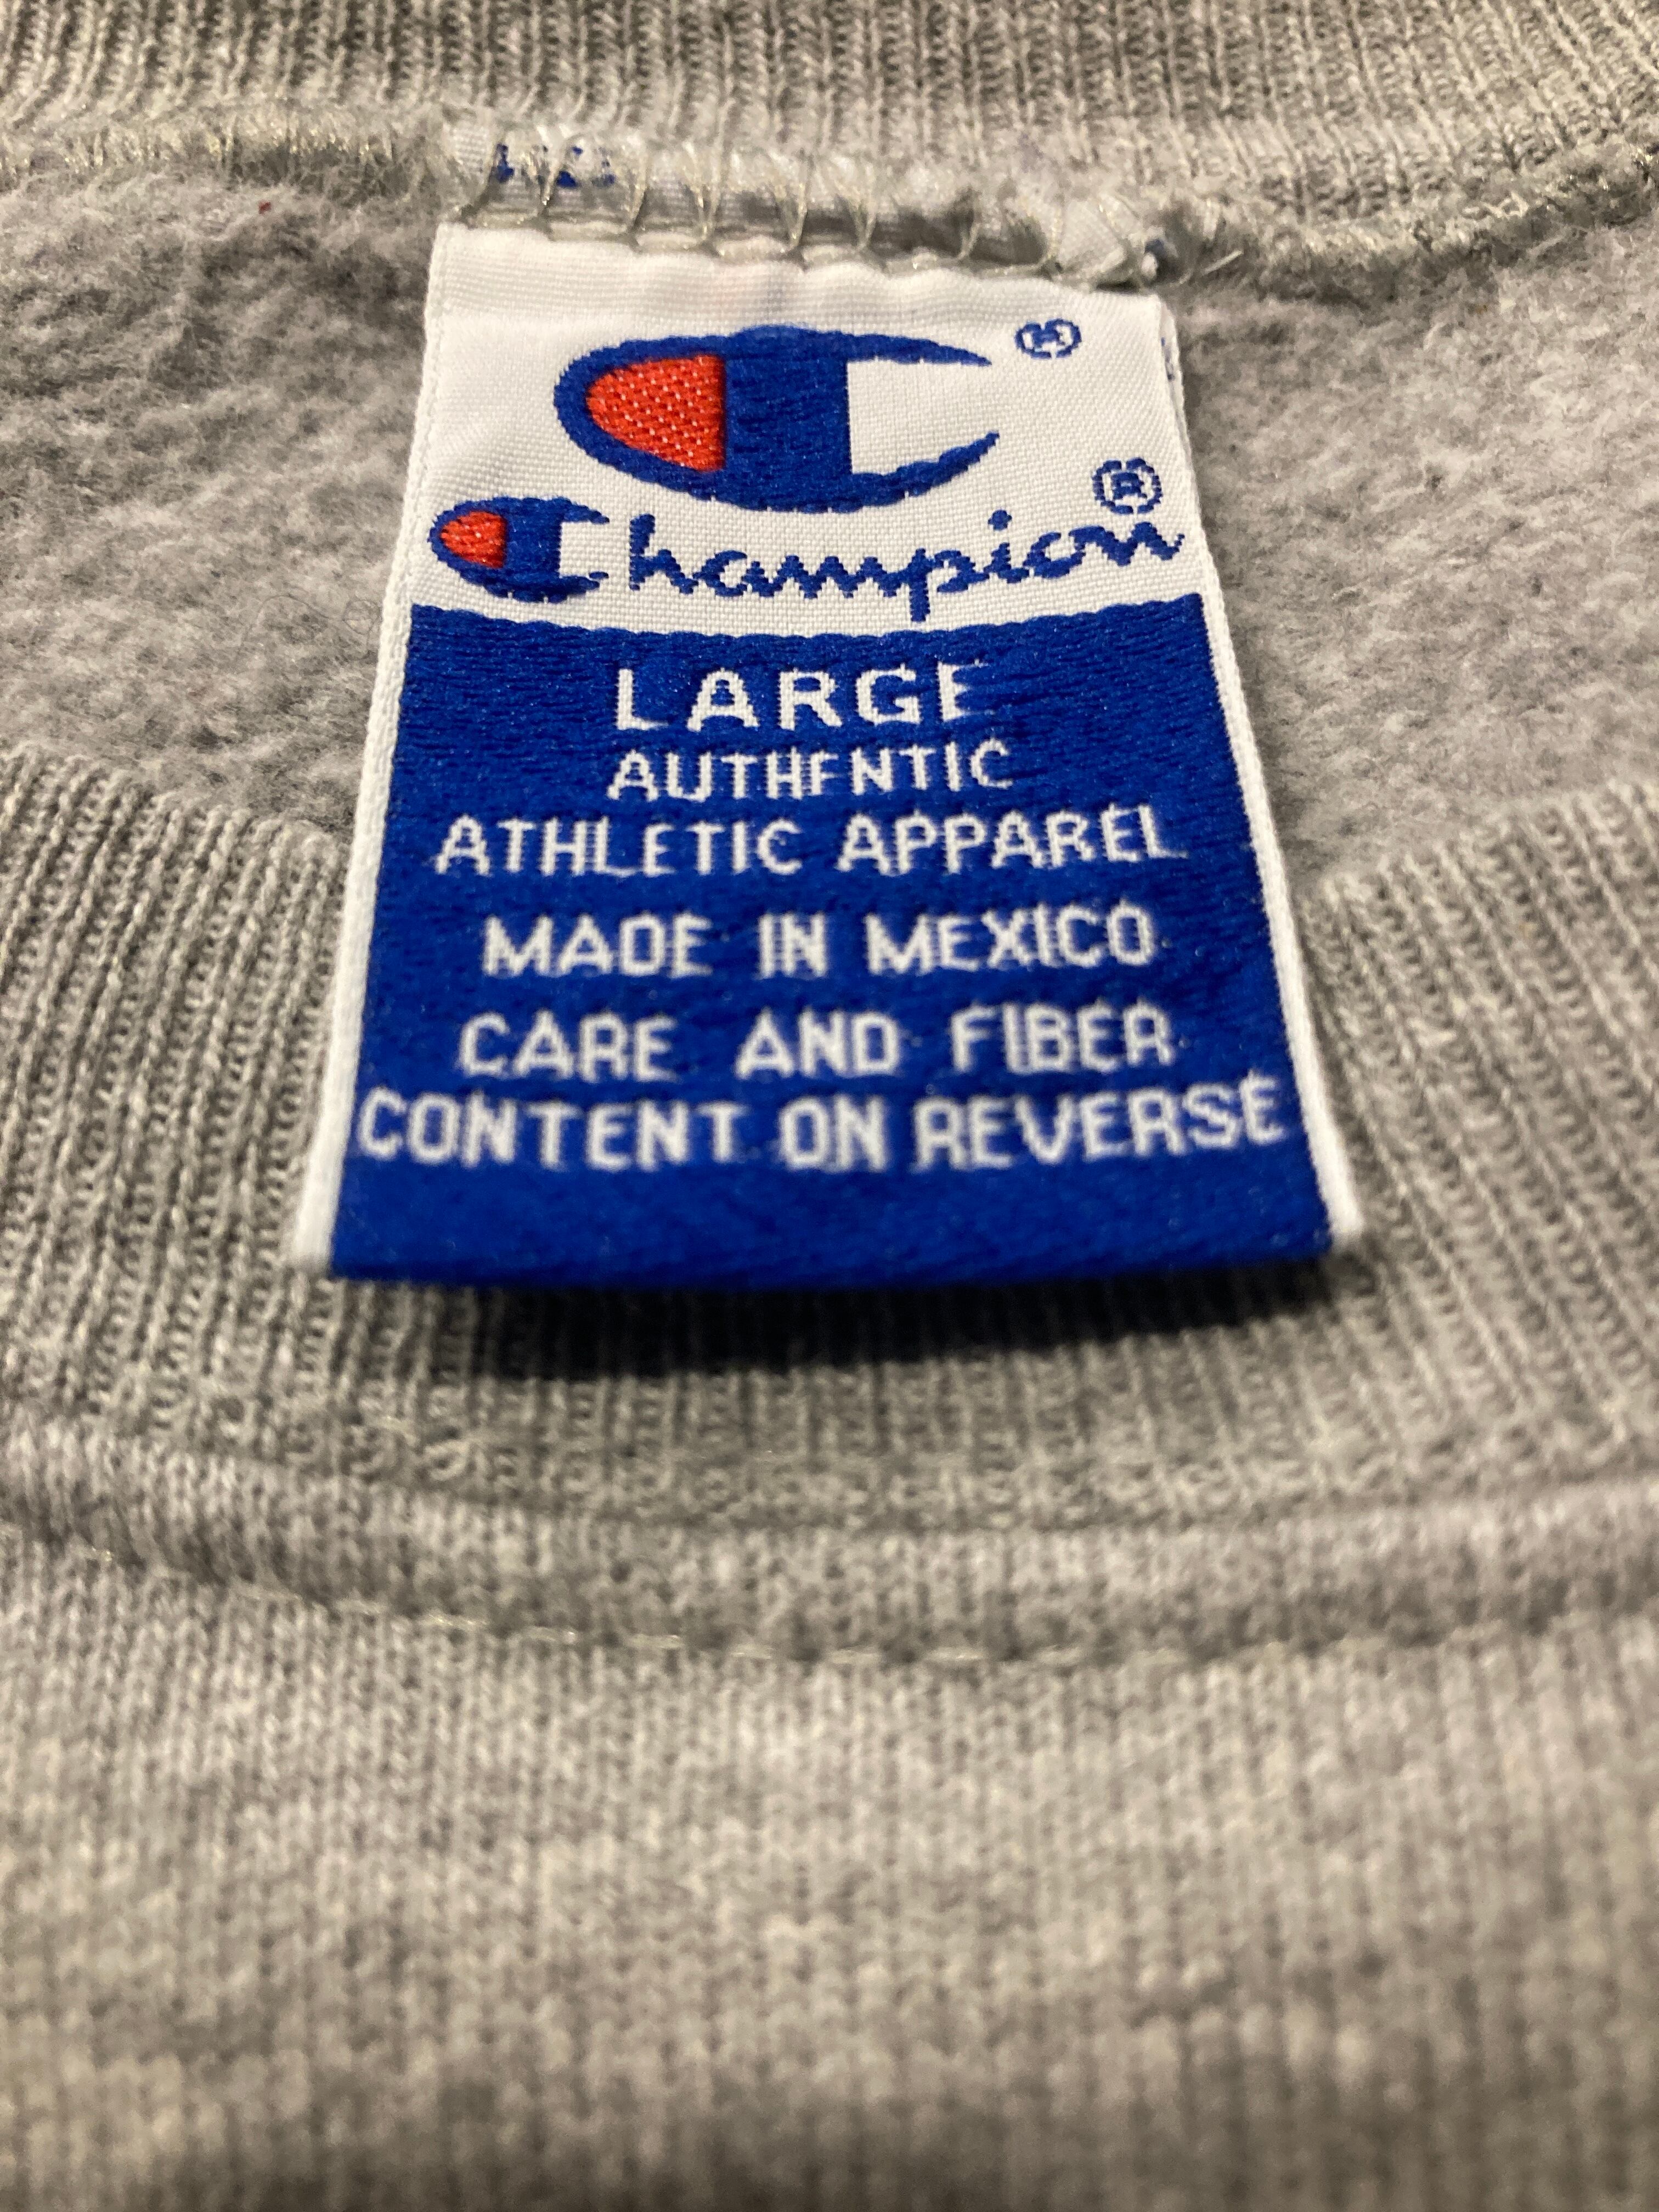 ®
Champion®
LARGE
AUTHENTIC
ATHLETIC APPAREL
MADE IN MEXICO
CARE AND FIBER
CONTENT ON REVERSE